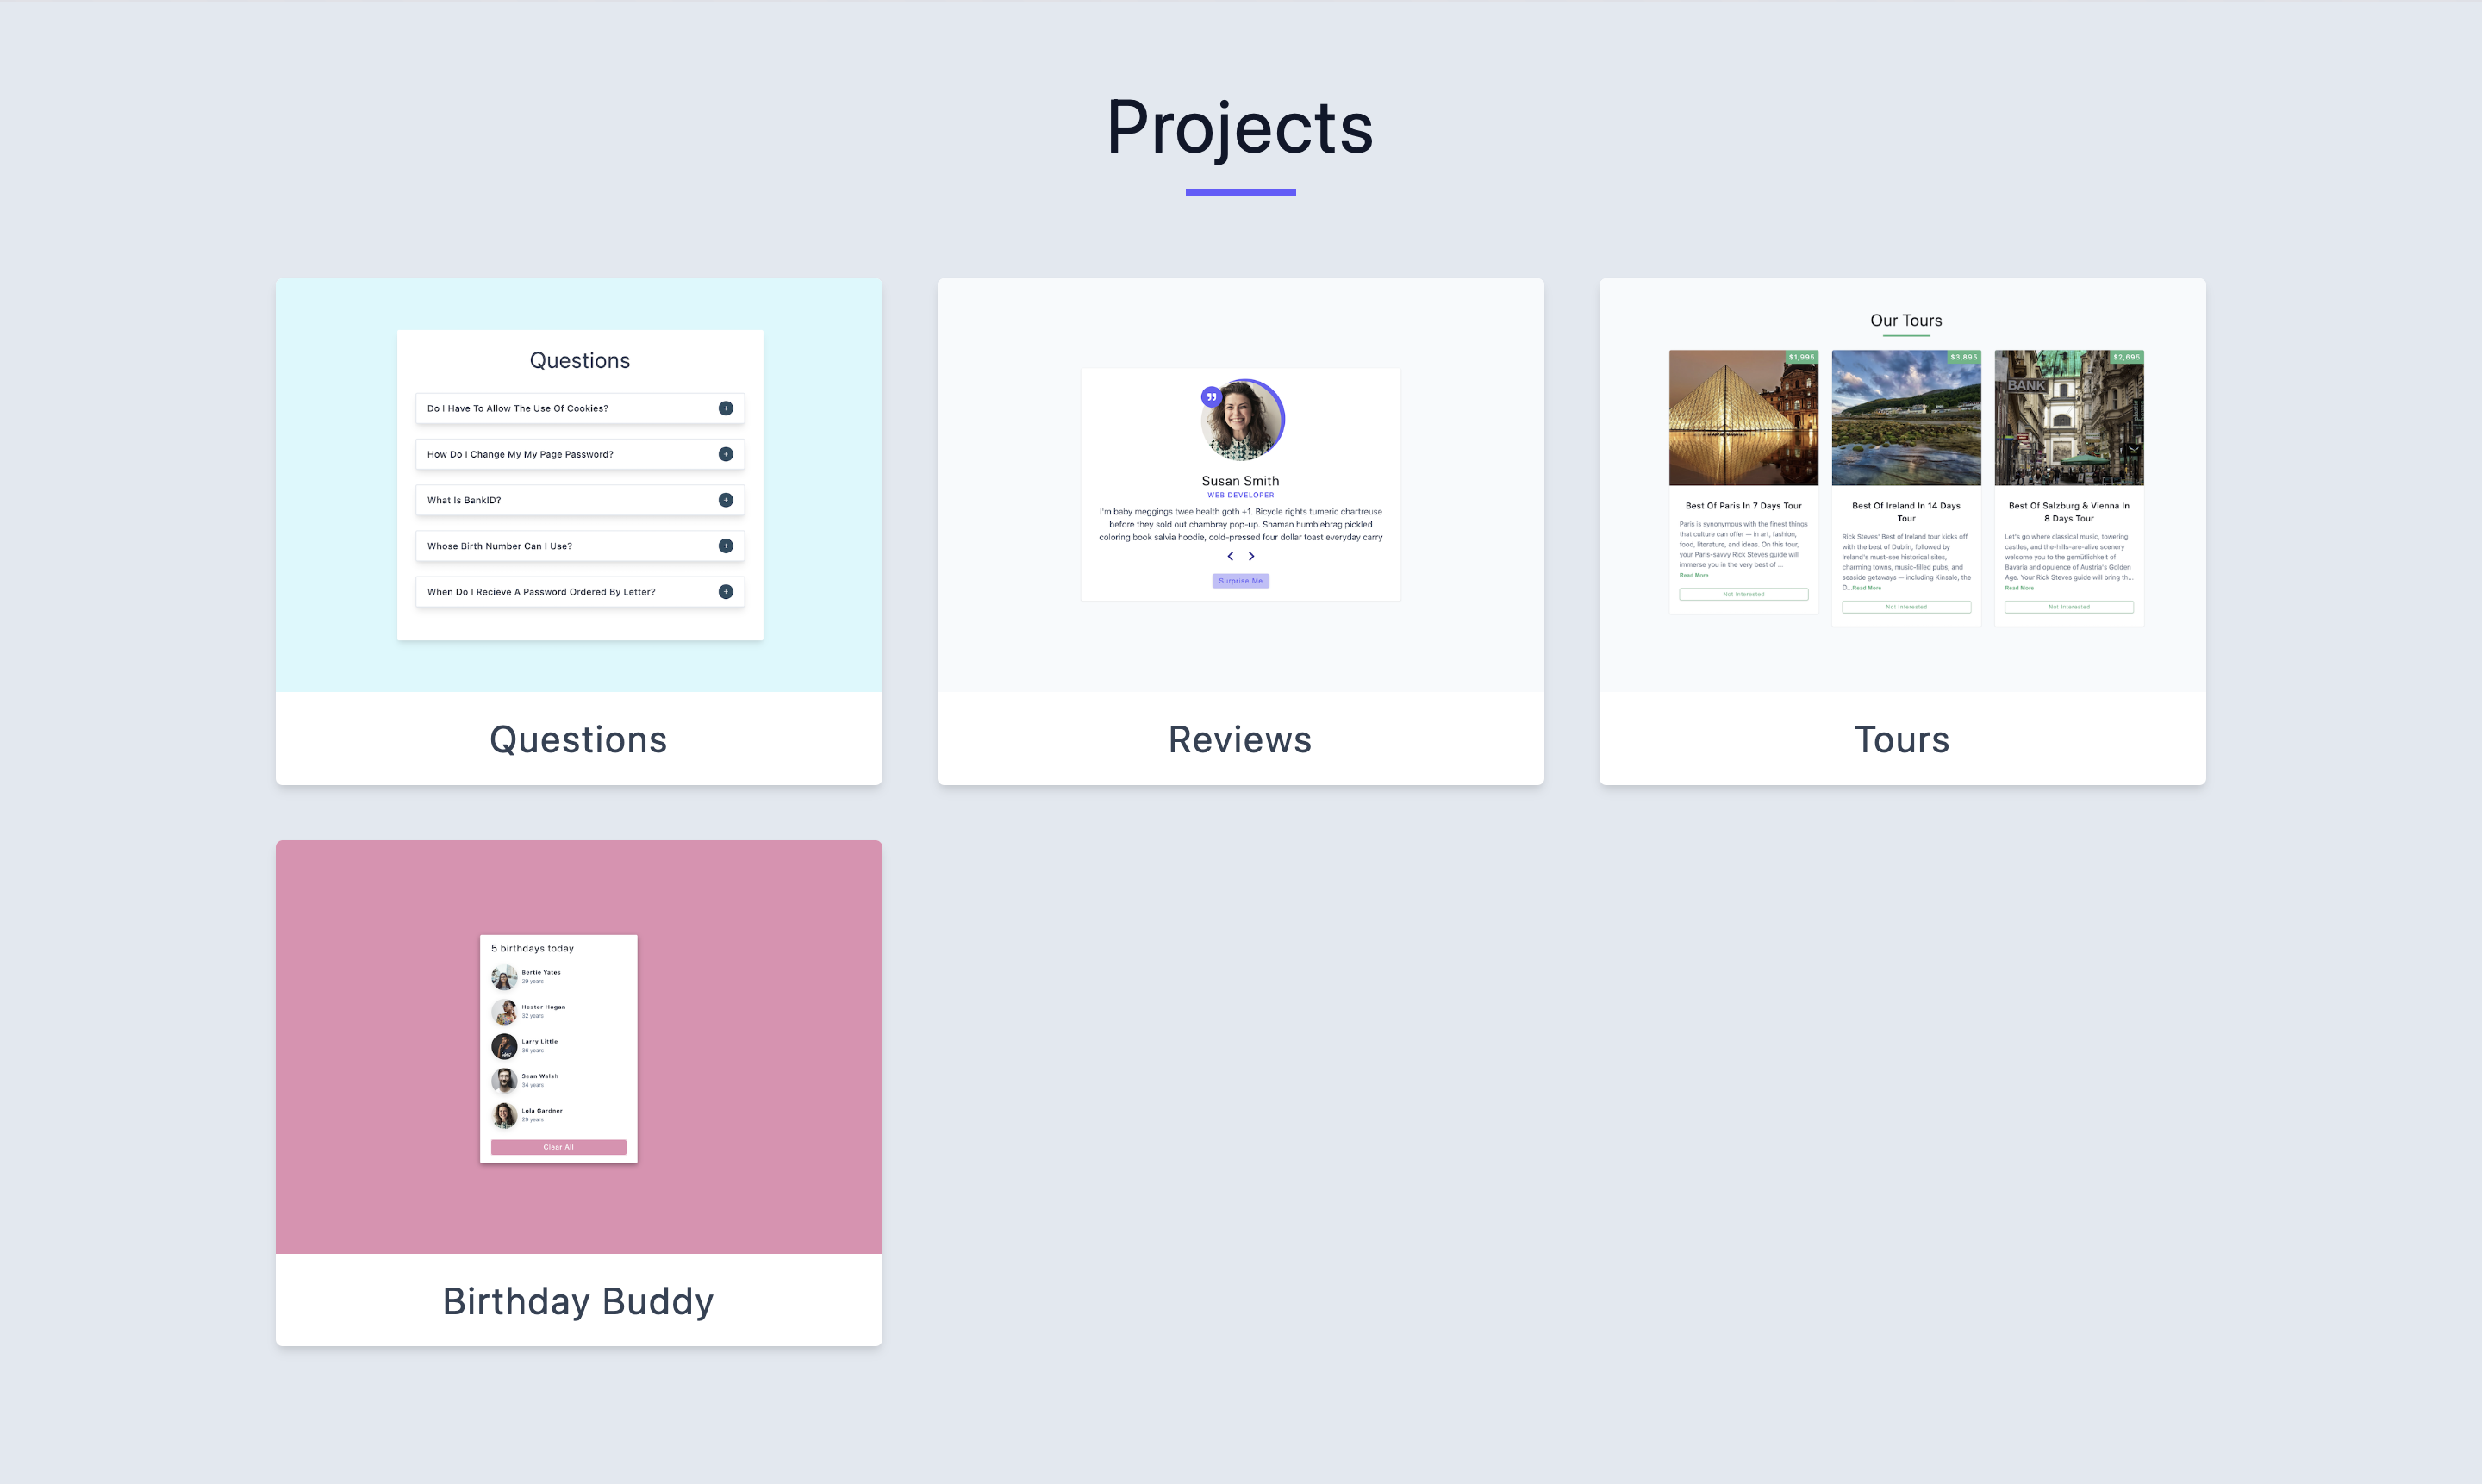 Projects
Questions
Do I Have To Allow The Use Of Cookies?
How Do I Change My My Page Password?
What Is BankID?
Whose Birth Number Can I Use?
When Do I Recieve A Password Ordered By Letter?
Questions
Susan Smith
WEB DEVELOPER
I'm baby meggings twee health goth +1. Bicycle rights tumeric chartreuse
before they sold out chambray pop-up. Shaman humblebrag pickled
coloring book salvia hoodie, cold-pressed four dollar toast everyday carry
Surprise Me
Reviews
Our Tours
$1,995
Best Of Paris In 7 Days Tour
Paris is synonymous with the finest things
that culture can offer — in art, fashion,
food, literature, and ideas. On this tour,
your Paris-savvy Rick Steves guide will
immerse you in the very best of ...
Read More
Not Interested
$3,895
Best Of Ireland In 14 Days
Tour
Rick Steves' Best of Ireland tour kicks off
with the best of Dublin, followed by
Ireland's must-see historical sites,
charming towns, music-filled pubs, and
seaside getaways — including Kinsale, the
D...Read More
Not Interested
$2,695
BANK
Best Of Salzburg & Vienna In
8 Days Tour
Let's go where classical music, towering
castles, and the-hills-are-alive scenery
welcome you to the gemütlichkeit of
Bavaria and opulence of Austria's Golden
Age. Your Rick Steves guide will bring th...
Read More
Not Interested
Tours
5 birthdays today
Bertie Yates
29 years
Hester Hogan
32 years
Larry Little
36 years
Sean Walsh
34 years
Lola Gardner
29 years
Clear All
Birthday Buddy